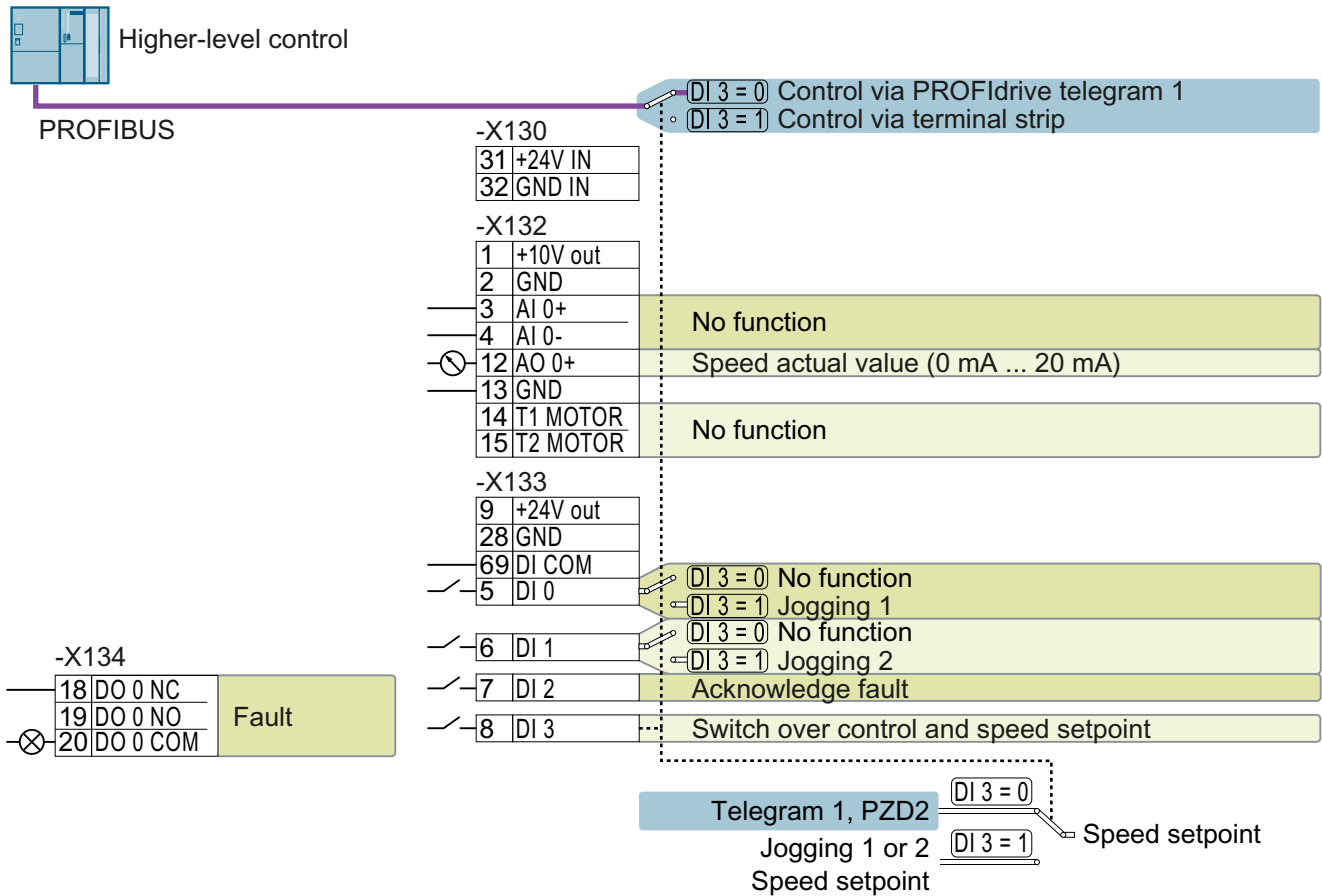 Higher-level control
PROFIBUS
DI 3 = 0 Control via PROFIdrive telegram 1
DI 3 = 1 Control via terminal strip
-X130
31 +24V IN
32 GND IN
-X132
1 +10V out
2 GND
3 AI 0+
4 AI 0-
No function
12 AO 0+ Speed actual value (0 mA ... 20 mA)
13 GND
14 T1 MOTOR
15 T2 MOTOR
No function
-X133
9 +24V out
28 GND
69 DI COM
5 DI 0
DI 3 = 0 No function
DI 3 = 1 Jogging 1
6 DI 1
DI 3 = 0 No function
DI 3 = 1 Jogging 2
7 DI 2 Acknowledge fault
8 DI 3 Switch over control and speed setpoint
-X134
18 DO 0 NC
19 DO 0 NO
20 DO 0 COM
Fault
Telegram 1, PZD2 DI 3 = 0
Speed setpoint
Jogging 1 or 2 DI 3 = 1
Speed setpoint